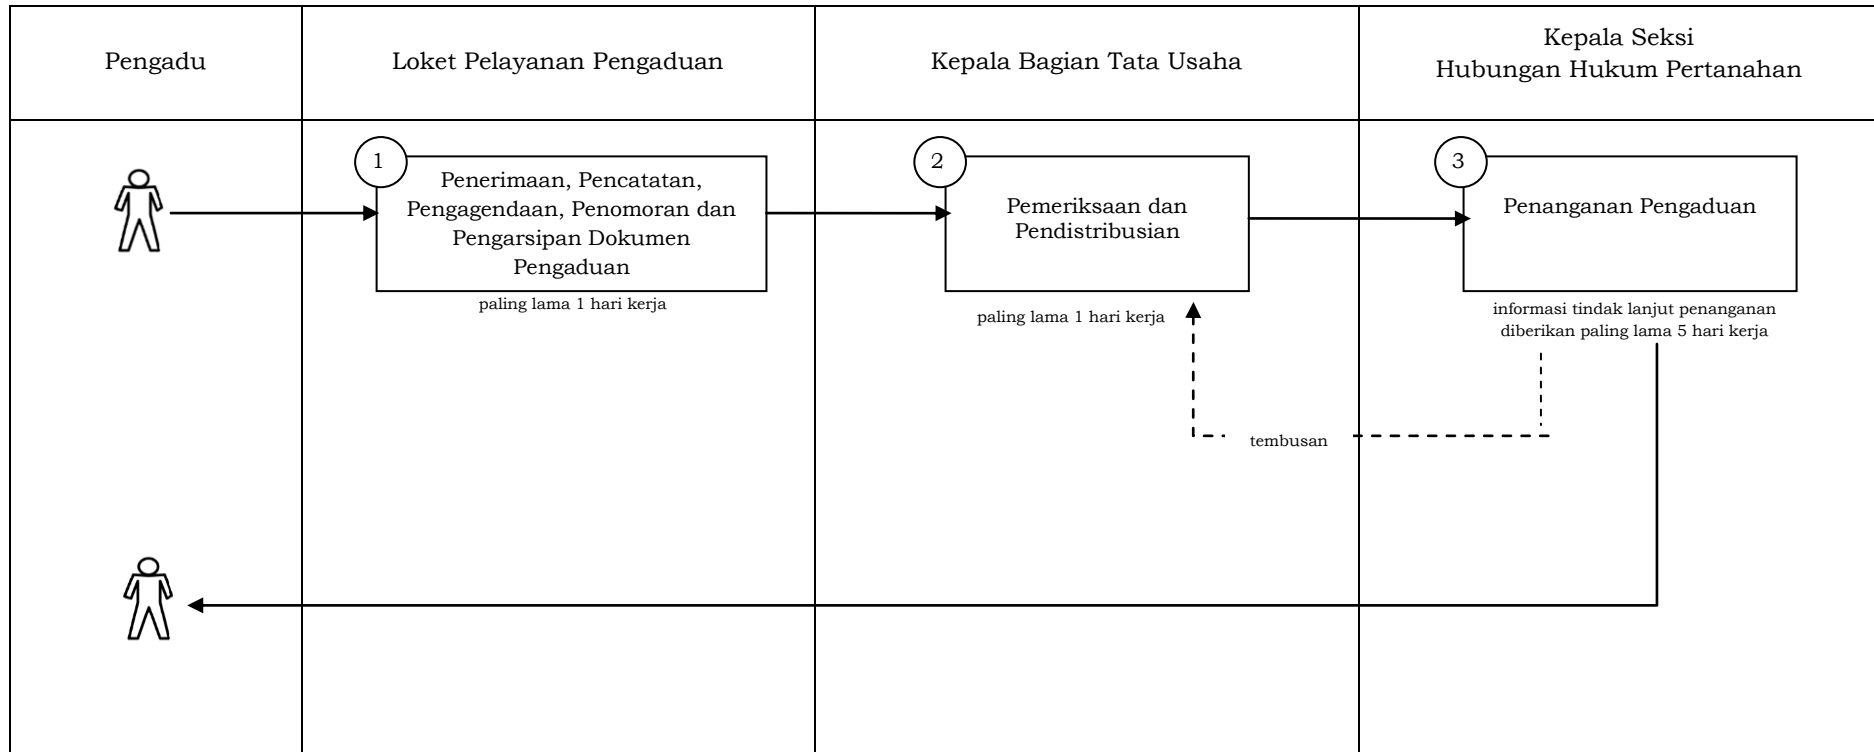 Pengadu
Loket Pelayanan Pengaduan
Kepala Bagian Tata Usaha
Kepala Seksi
Hubungan Hukum Pertanahan
1
Penerimaan, Pencatatan,
Pengagendaan, Penomoran dan
Pengarsipan Dokumen
Pengaduan
paling lama 1 hari kerja
2
Pemeriksaan dan
Pendistribusian
paling lama 1 hari kerja
3
Penanganan Pengaduan
informasi tindak lanjut penanganan
diberikan paling lama 5 hari kerja
tembusan